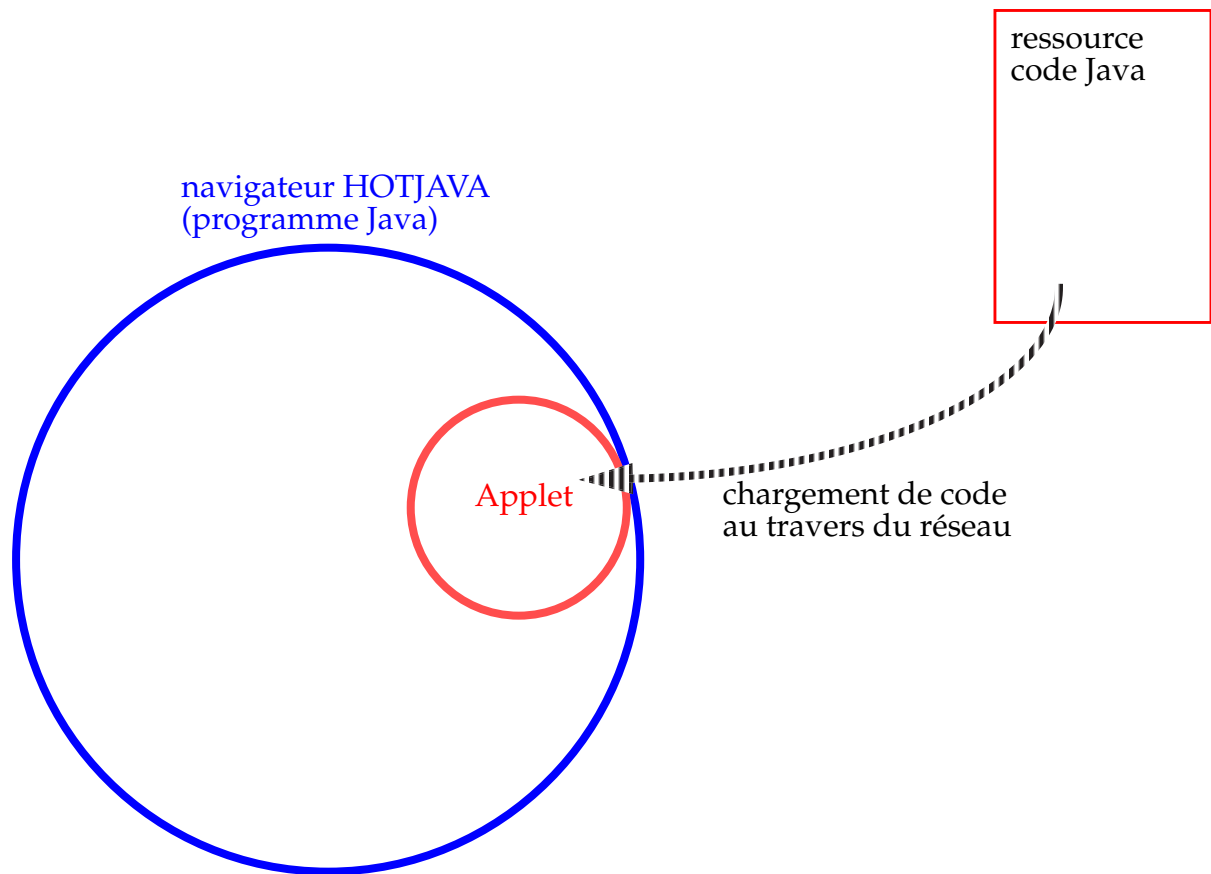 ressource
code Java
navigateur HOTJAVA
(programme Java)
Applet
chargement de code
au travers du réseau